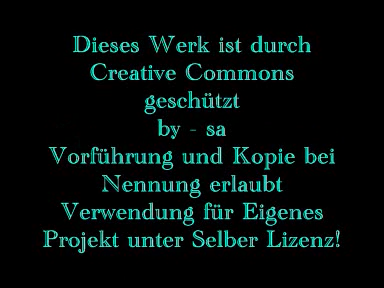 Dieses Werk ist durch
Creative Commons
geschützt
by - sa
Vorführung und Kopie bei
Nennung erlaubt
Verwendung für Eigenes
Projekt unter Selber Lizenz!